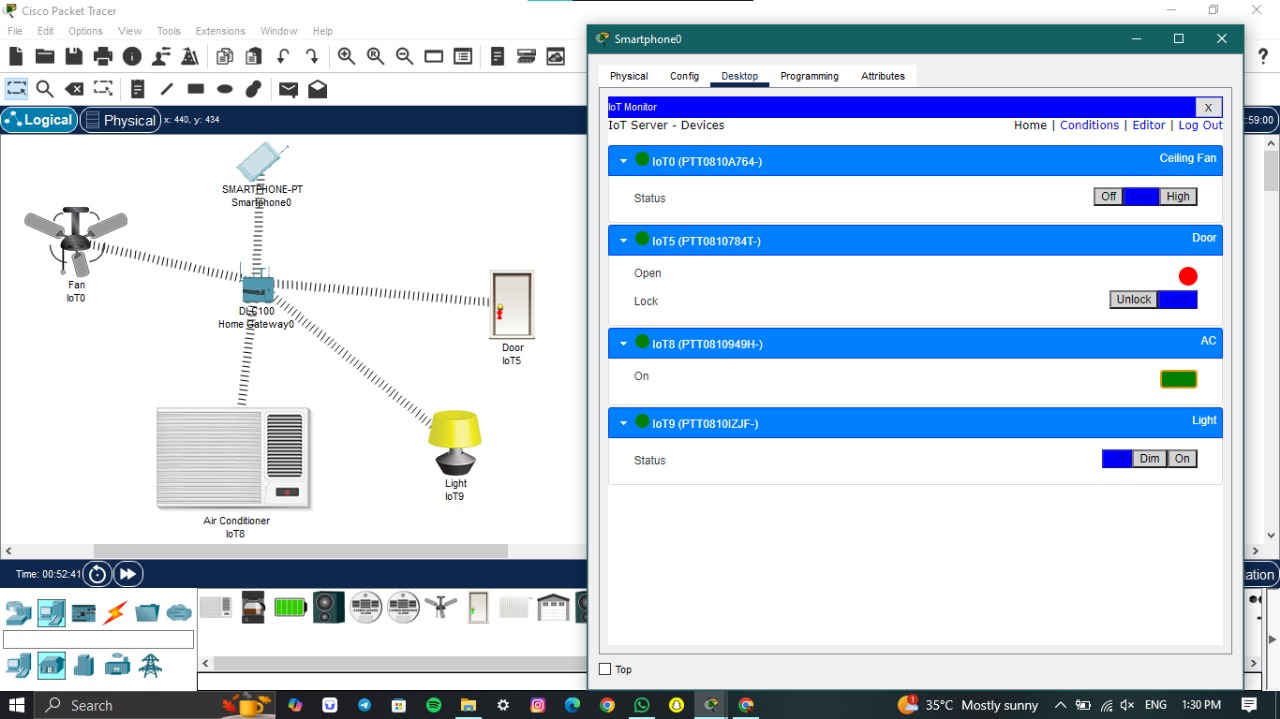 Cisco Packet Tracer
File Edit Options View Tools Extensions Window Help
Logical
Physical
x: 440, y: 434
SMARTPHONE-PT
Smartphone0
Fan
IoT0
DLC100
Home Gateway0
Door
IoT5
Light
IoT9
Air Conditioner
IoT8
Time: 00:52:41
Smartphone0
Physical Config Desktop Programming Attributes
IoT Monitor
X
IoT Server - Devices
Home | Conditions | Editor | Log Out
IoT0 (PTT0810A764-)
Ceiling Fan
Status
Off
High
IoT5 (PTT0810784T-)
Door
Open
Lock
Unlock
IoT8 (PTT0810949H-)
AC
On
IoT9 (PTT0810IZJF-)
Light
Status
Dim
On
Top
:59:00
ation
Search
35°C Mostly sunny
ENG
1:30 PM